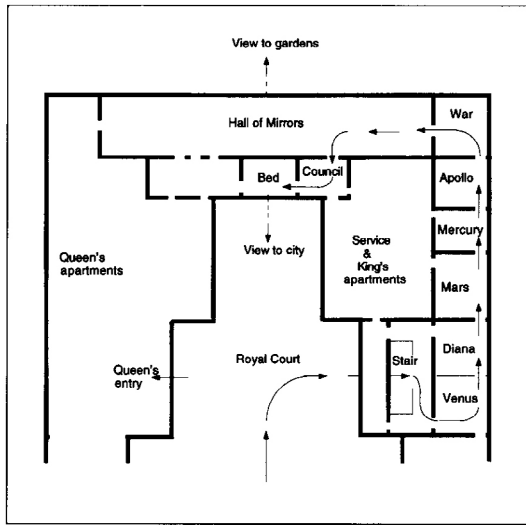 View to gardens
War
Hall of Mirrors
Council
Bed
Apollo
Mercury
View to city
Service
&
King's
apartments
Queen's
apartments
Mars
Diana
Stair
Royal Court
Queen's
entry
Venus